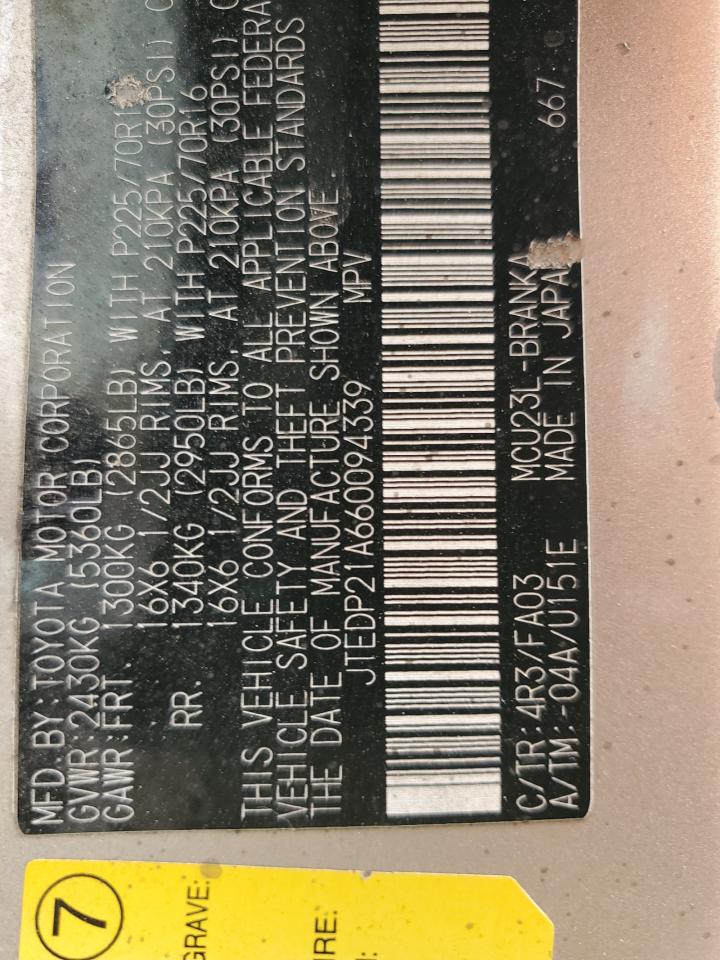 MFD.BY:TOYOTA MOTOR CORPORATION
GVWR:2430KG (5360LB)
GAWR:FRT. 1300KG (2865LB) WITH P225/70R16
16X6 1/2JJ RIMS, AT 210KPA (30PSI) C
RR. 1340KG (2950LB) WITH P225/70R16
16X6 1/2JJ RIMS, AT 210KPA (30PSI) C
THIS VEHICLE CONFORMS TO ALL APPLICABLE FEDERA
VEHICLE SAFETY AND THEFT PREVENTION STANDARDS
THE DATE OF MANUFACTURE SHOWN ABOVE
JTEDP21A660094339 MPV
C/TR:4R3/FA03 MCU23L-BRANKA 667
A/TM:-04A/U151E MADE IN JAPA
7
GRAVE:
IRE: